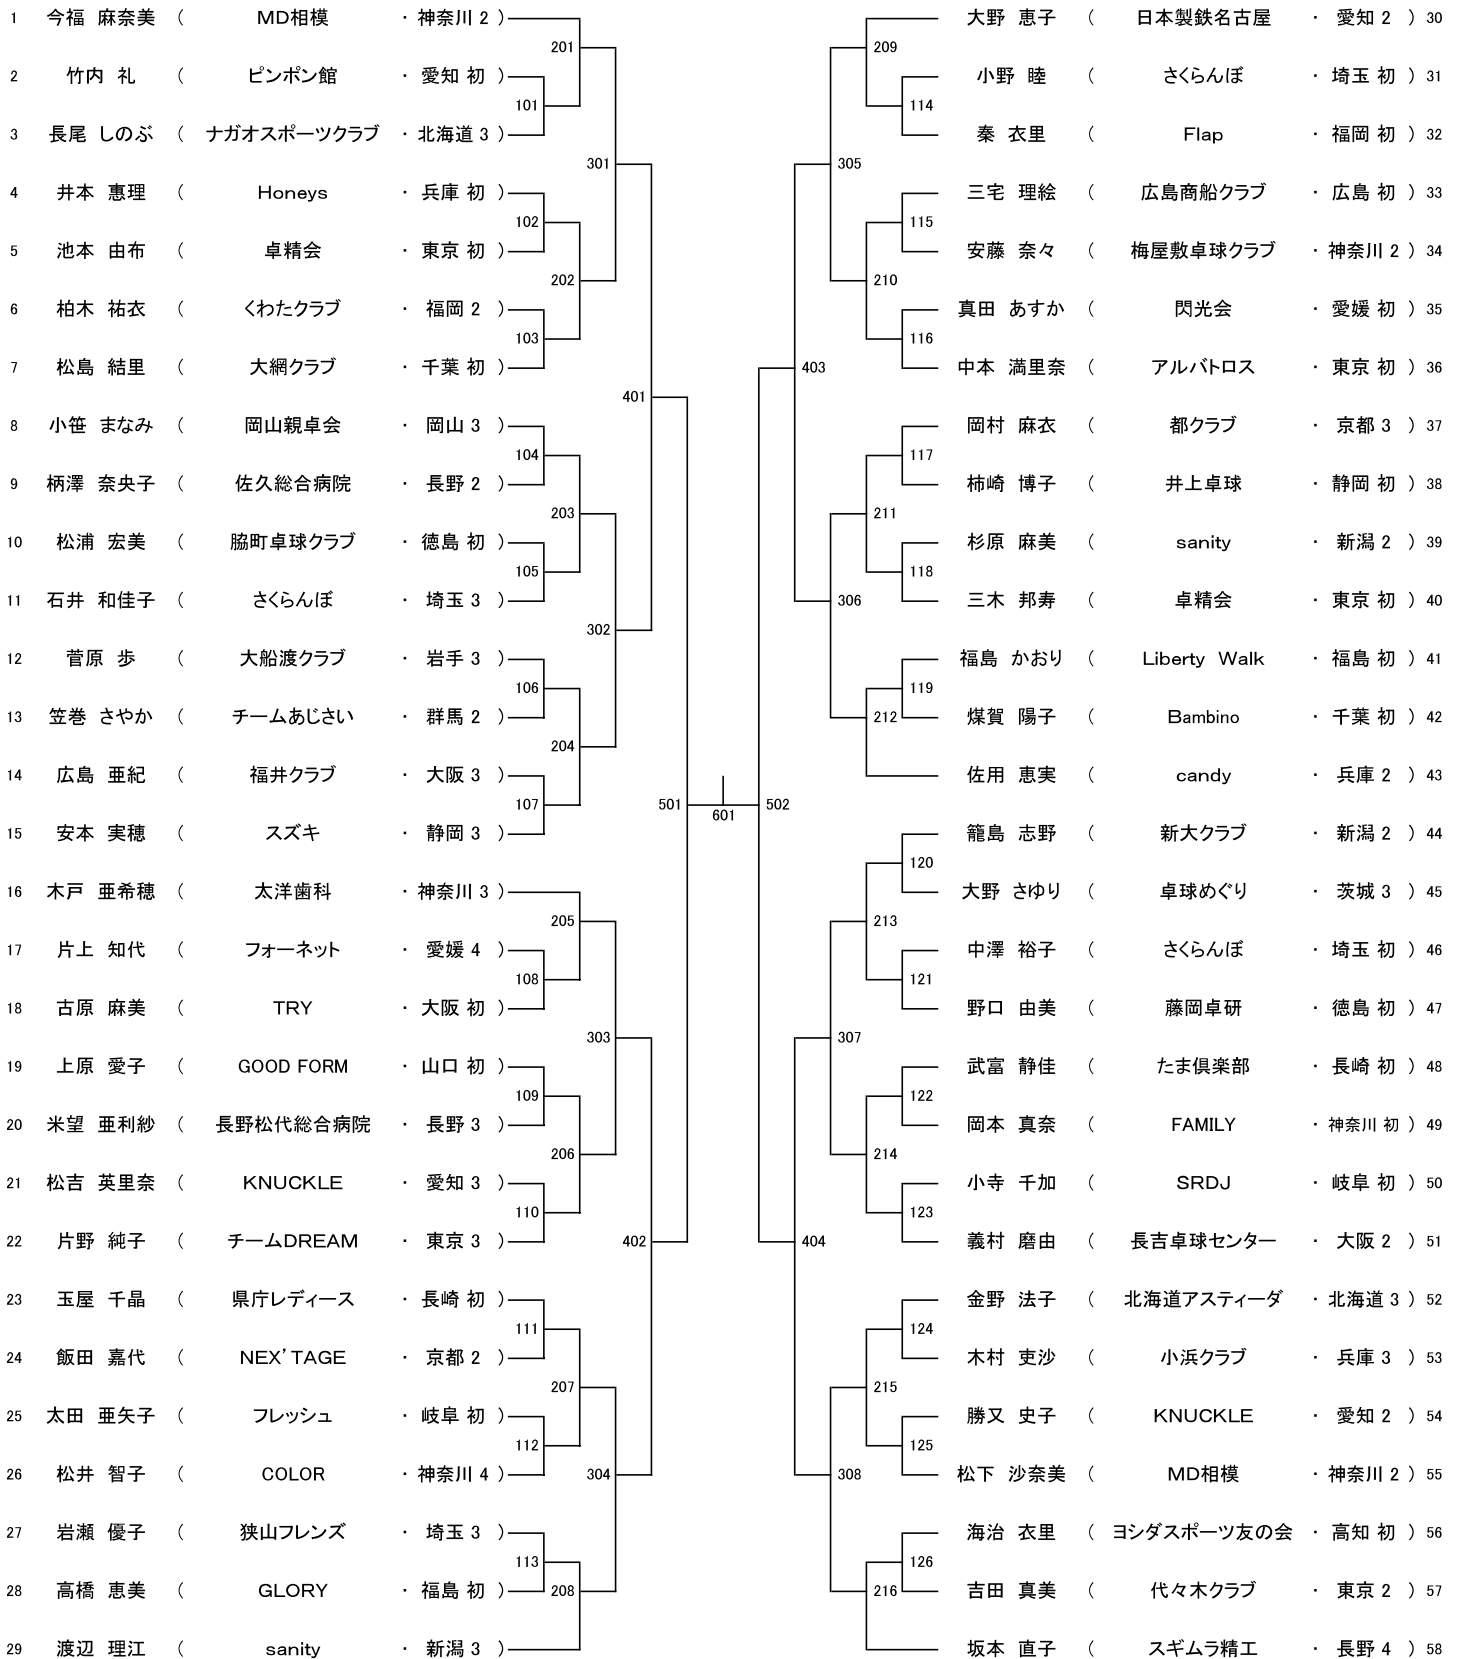 1 今福 麻奈美 ( MD相模 ・ 神奈川 2 )
201
2 竹内 礼 ( ピンポン館 ・ 愛知 初 )
101
3 長尾 しのぶ ( ナガオスポーツクラブ ・ 北海道 3 )
301
4 井本 惠理 ( Honeys ・ 兵庫 初 )
102
5 池本 由布 ( 卓精会 ・ 東京 初 )
202
6 柏木 祐衣 ( くわたクラブ ・ 福岡 2 )
103
7 松島 結里 ( 大網クラブ ・ 千葉 初 )
401
8 小笹 まなみ ( 岡山親卓会 ・ 岡山 3 )
104
9 柄澤 奈央子 ( 佐久総合病院 ・ 長野 2 )
203
10 松浦 宏美 ( 脇町卓球クラブ ・ 徳島 初 )
105
11 石井 和佳子 ( さくらんぼ ・ 埼玉 3 )
302
12 菅原 歩 ( 大船渡クラブ ・ 岩手 3 )
106
13 笠巻 さやか ( チームあじさい ・ 群馬 2 )
204
14 広島 亜紀 ( 福井クラブ ・ 大阪 3 )
107
501
15 安本 実穂 ( スズキ ・ 静岡 3 )
16 木戸 亜希穂 ( 太洋歯科 ・ 神奈川 3 )
205
17 片上 知代 ( フォーネット ・ 愛媛 4 )
108
18 古原 麻美 ( TRY ・ 大阪 初 )
303
19 上原 愛子 ( GOOD FORM ・ 山口 初 )
109
20 米望 亜利紗 ( 長野松代総合病院 ・ 長野 3 )
206
21 松吉 英里奈 ( KNUCKLE ・ 愛知 3 )
110
22 片野 純子 ( チームDREAM ・ 東京 3 )
402
23 玉屋 千晶 ( 県庁レディース ・ 長崎 初 )
111
24 飯田 嘉代 ( NEX'TAGE ・ 京都 2 )
207
25 太田 亜矢子 ( フレッシュ ・ 岐阜 初 )
112
26 松井 智子 ( COLOR ・ 神奈川 4 )
304
27 岩瀬 優子 ( 狭山フレンズ ・ 埼玉 3 )
113
28 高橋 恵美 ( GLORY ・ 福島 初 )
208
29 渡辺 理江 ( sanity ・ 新潟 3 )
601
大野 恵子 ( 日本製鉄名古屋 ・ 愛知 2 ) 30
209
小野 睦 ( さくらんぼ ・ 埼玉 初 ) 31
114
秦 衣里 ( Flap ・ 福岡 初 ) 32
305
三宅 理絵 ( 広島商船クラブ ・ 広島 初 ) 33
115
安藤 奈々 ( 梅屋敷卓球クラブ ・ 神奈川 2 ) 34
210
真田 あすか ( 閃光会 ・ 愛媛 初 ) 35
116
中本 満里奈 ( アルバトロス ・ 東京 初 ) 36
403
岡村 麻衣 ( 都クラブ ・ 京都 3 ) 37
117
柿崎 博子 ( 井上卓球 ・ 静岡 初 ) 38
211
杉原 麻美 ( sanity ・ 新潟 2 ) 39
118
三木 邦寿 ( 卓精会 ・ 東京 初 ) 40
306
福島 かおり ( Liberty Walk ・ 福島 初 ) 41
119
煤賀 陽子 ( Bambino ・ 千葉 初 ) 42
212
佐用 恵実 ( candy ・ 兵庫 2 ) 43
502
籠島 志野 ( 新大クラブ ・ 新潟 2 ) 44
120
大野 さゆり ( 卓球めぐり ・ 茨城 3 ) 45
213
中澤 裕子 ( さくらんぼ ・ 埼玉 初 ) 46
121
野口 由美 ( 藤岡卓研 ・ 徳島 初 ) 47
307
武富 静佳 ( たま倶楽部 ・ 長崎 初 ) 48
122
岡本 真奈 ( FAMILY ・ 神奈川 初 ) 49
214
小寺 千加 ( SRDJ ・ 岐阜 初 ) 50
123
義村 磨由 ( 長吉卓球センター ・ 大阪 2 ) 51
404
金野 法子 ( 北海道アスティーダ ・ 北海道 3 ) 52
124
木村 吏沙 ( 小浜クラブ ・ 兵庫 3 ) 53
215
勝又 史子 ( KNUCKLE ・ 愛知 2 ) 54
125
松下 沙奈美 ( MD相模 ・ 神奈川 2 ) 55
308
海治 衣里 ( ヨシダスポーツ友の会 ・ 高知 初 ) 56
126
吉田 真美 ( 代々木クラブ ・ 東京 2 ) 57
216
坂本 直子 ( スギムラ精工 ・ 長野 4 ) 58